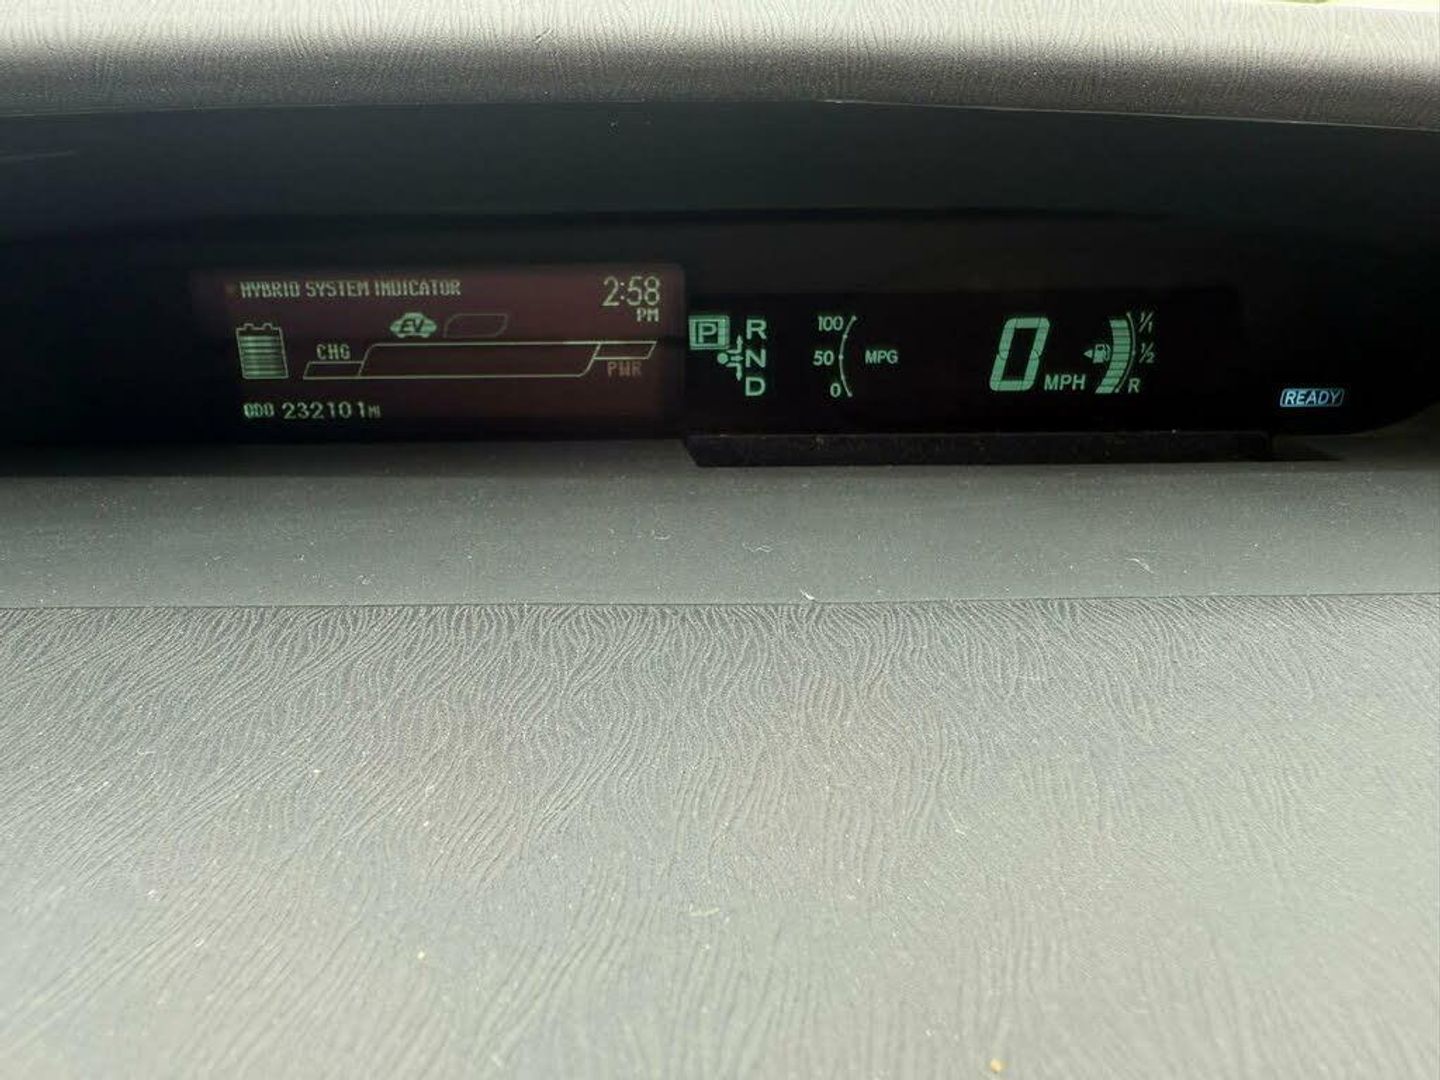 HYBRID SYSTEM INDICATOR
2:58
PM
EV
CHG
PWR
ODO 232101 MI
P
R
N
D
100
50
0
MPG
0 MPH
1/1
1/2
R
READY